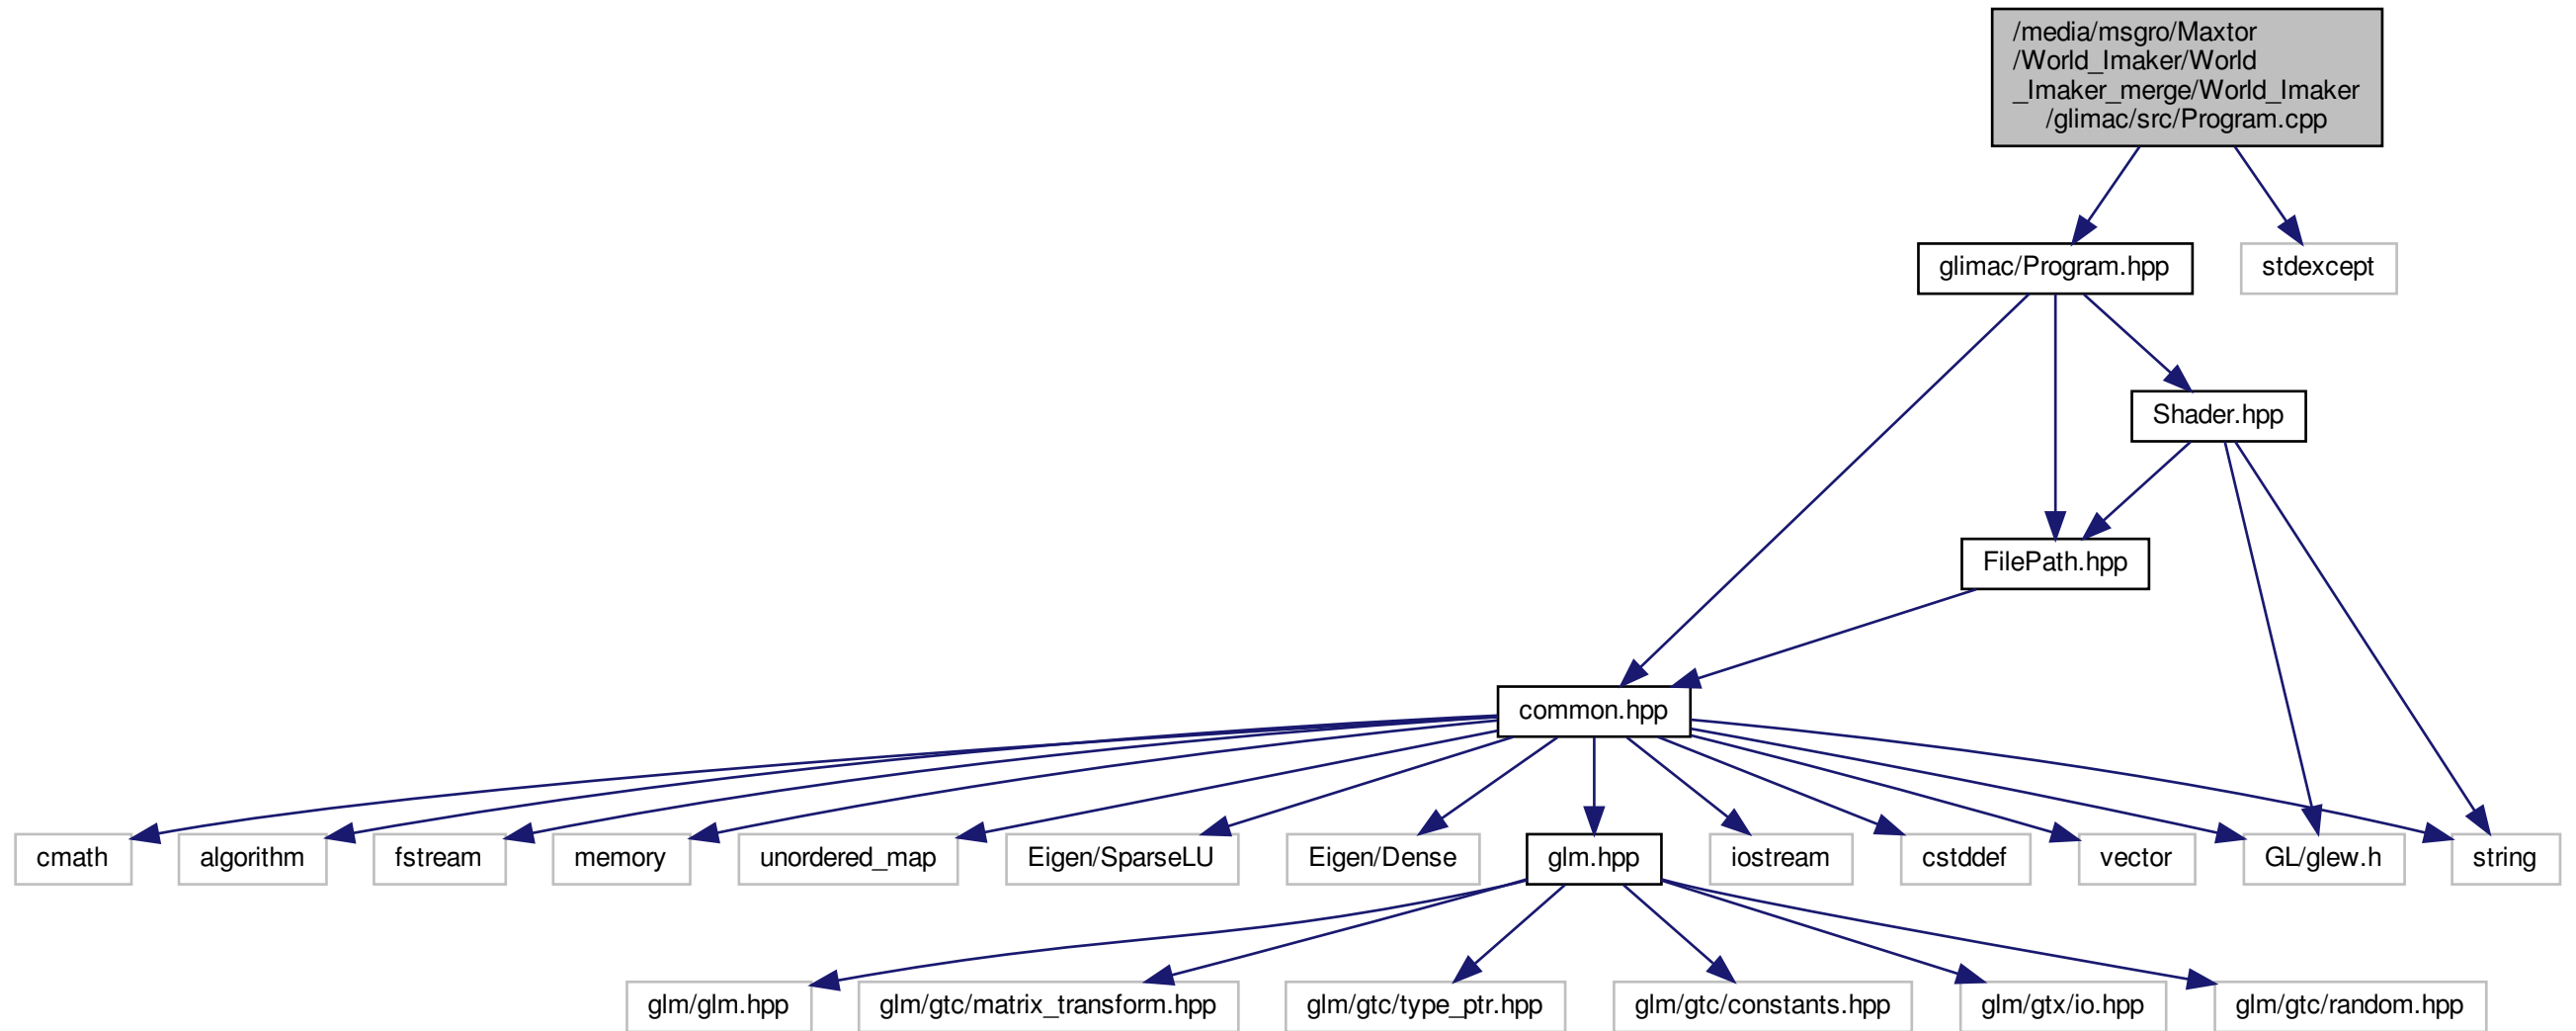 /media/msgro/Maxtor
/World_Imaker/World
_Imaker_merge/World_Imaker
/glimac/src/Program.cpp
glimac/Program.hpp
stdexcept
Shader.hpp
FilePath.hpp
common.hpp
cmath
algorithm
fstream
memory
unordered_map
Eigen/SparseLU
Eigen/Dense
glm.hpp
iostream
cstddef
vector
GL/glew.h
string
glm/glm.hpp
glm/gtc/matrix_transform.hpp
glm/gtc/type_ptr.hpp
glm/gtc/constants.hpp
glm/gtx/io.hpp
glm/gtc/random.hpp